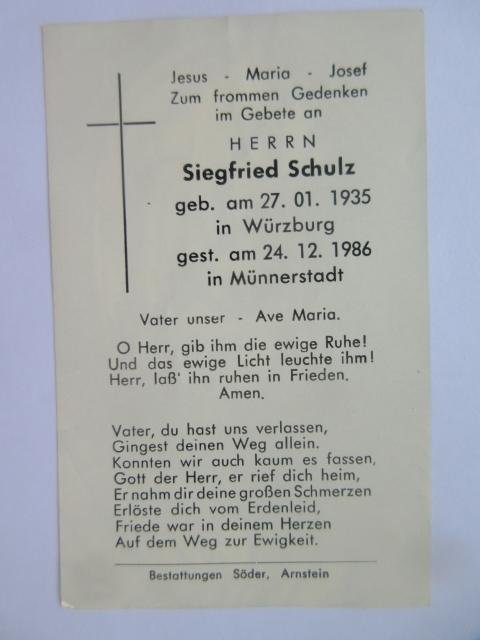 Jesus - Maria - Josef
Zum frommen Gedenken
im Gebete an
HERRN
Siegfried Schulz
geb. am 27. 01. 1935
in Würzburg
gest. am 24. 12. 1986
in Münnerstadt
Vater unser - Ave Maria.
O Herr, gib ihm die ewige Ruhe!
Und das ewige Licht leuchte ihm!
Herr, laß' ihn ruhen in Frieden.
Amen.
Vater, du hast uns verlassen,
Gingest deinen Weg allein.
Konnten wir auch kaum es fassen,
Gott der Herr, er rief dich heim,
Er nahm dir deine großen Schmerzen
Erlöste dich vom Erdenleid,
Friede war in deinem Herzen
Auf dem Weg zur Ewigkeit.
Bestattungen Söder, Arnstein